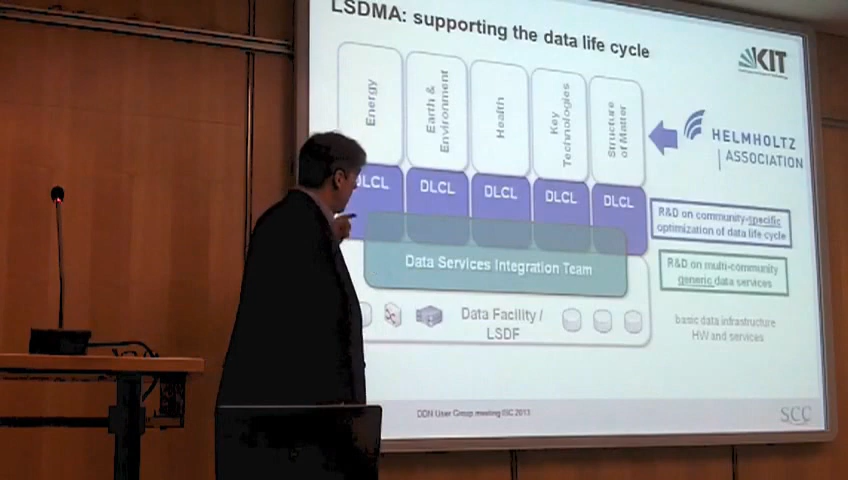 LSDMA: supporting the data life cycle
KIT
Energy
Earth &
Environment
Health
Key
Technologies
Structure
of Matter
HELMHOLTZ
ASSOCIATION
DLCL
DLCL
DLCL
DLCL
DLCL
R&D on community-specific
optimization of data life cycle
Data Services Integration Team
R&D on multi-community
generic data services
Data Facility /
LSDF
basic data infrastructure
HW and services
DDN User Group meeting ISC 2013
SCC